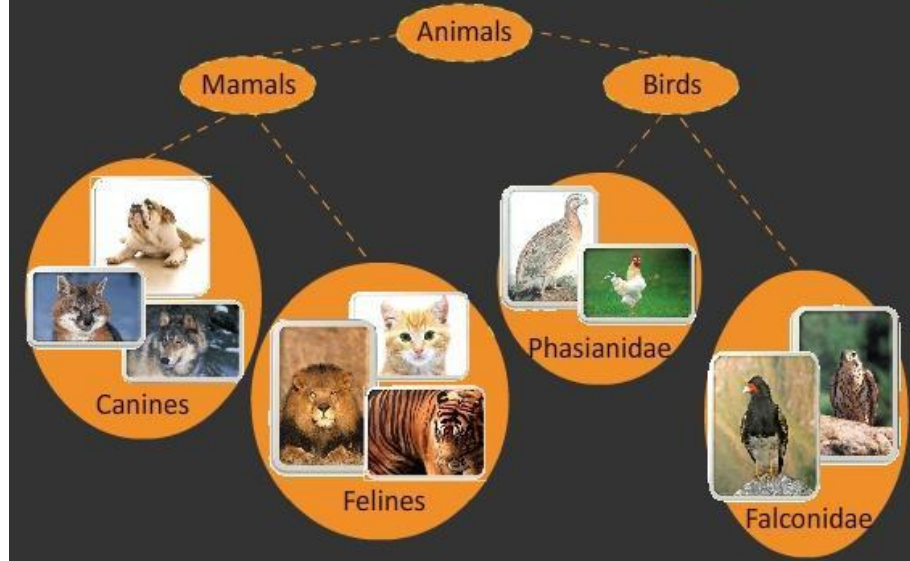 Animals
Mamals
Birds
Canines
Felines
Phasianidae
Falconidae